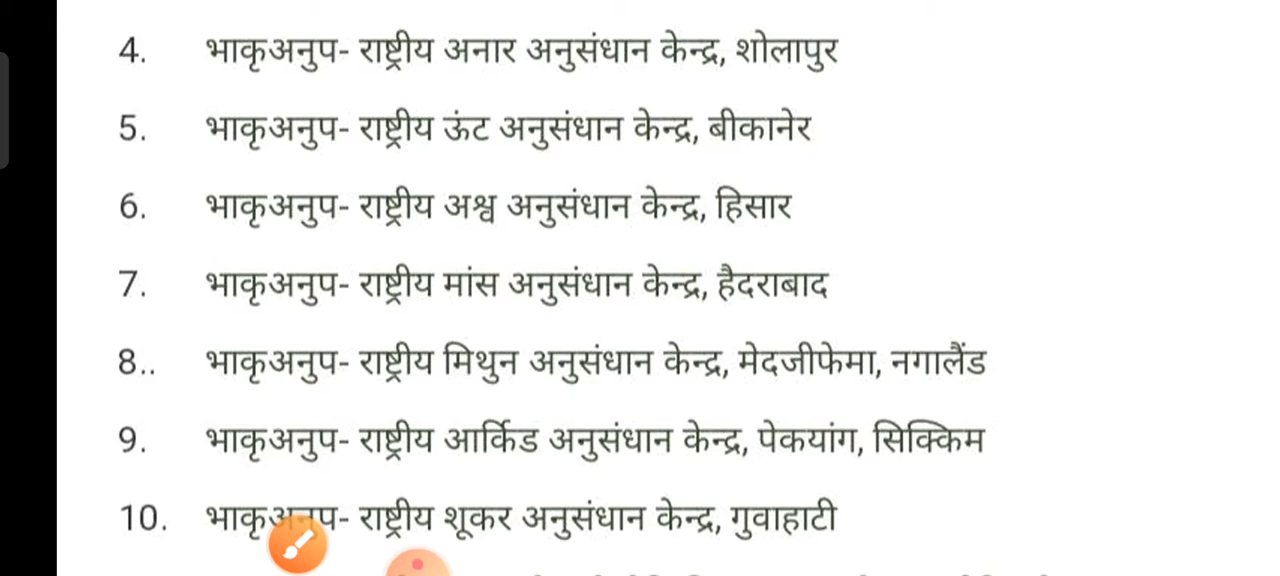 4. भाकृअनुप- राष्ट्रीय अनार अनुसंधान केन्द्र, शोलापुर
5. भाकृअनुप- राष्ट्रीय ऊंट अनुसंधान केन्द्र, बीकानेर
6. भाकृअनुप- राष्ट्रीय अश्व अनुसंधान केन्द्र, हिसार
7. भाकृअनुप- राष्ट्रीय मांस अनुसंधान केन्द्र, हैदराबाद
8.. भाकृअनुप- राष्ट्रीय मिथुन अनुसंधान केन्द्र, मेदजीफेमा, नगालैंड
9. भाकृअनुप- राष्ट्रीय आर्किड अनुसंधान केन्द्र, पेकयांग, सिक्किम
10. भाकृअनुप- राष्ट्रीय शूकर अनुसंधान केन्द्र, गुवाहाटी